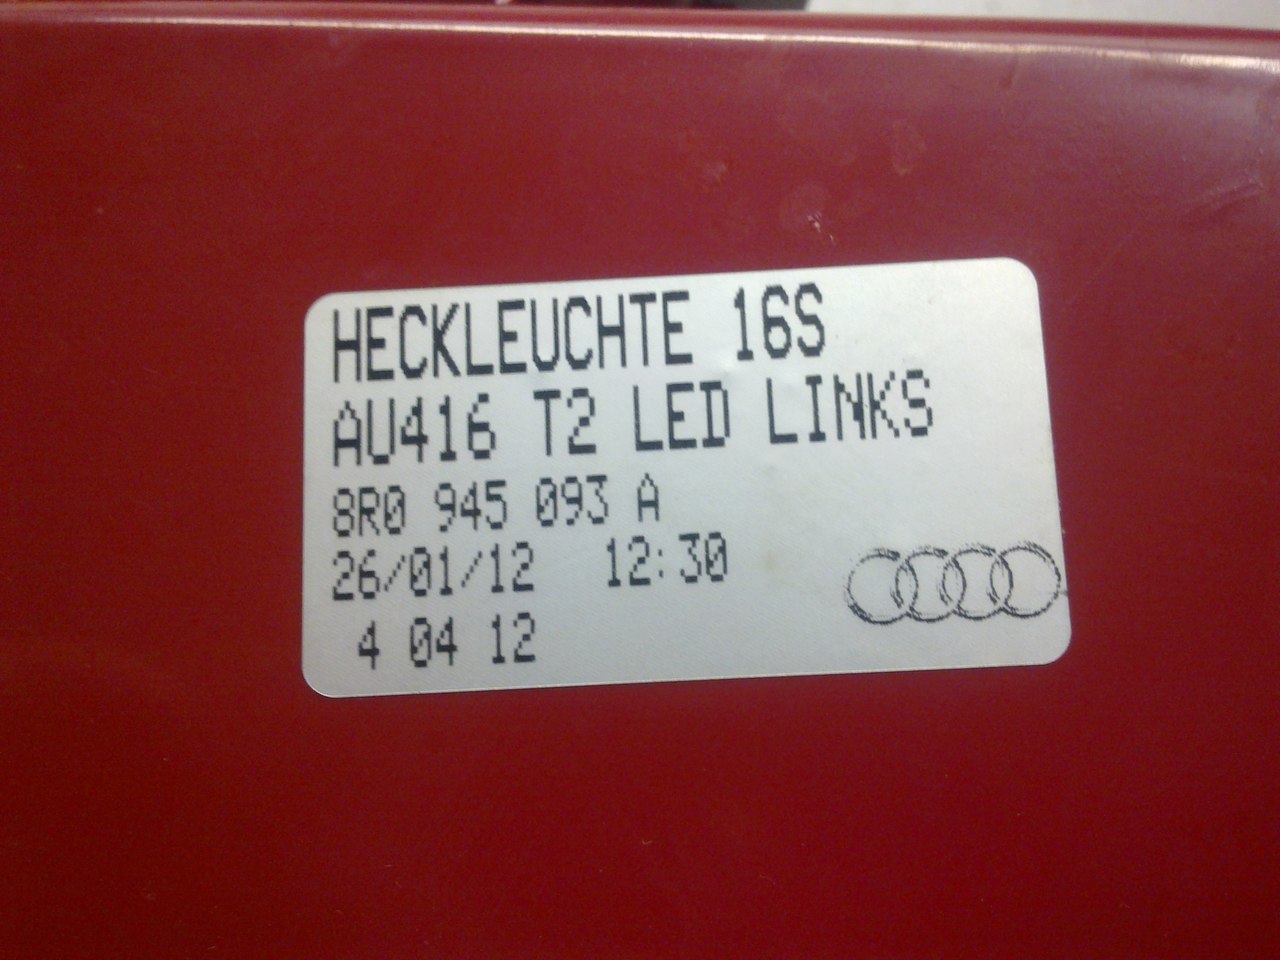 HECKLEUCHTE 16S
AU416 T2 LED LINKS
8R0 945 093 A
26/01/12 12:30
4 04 12